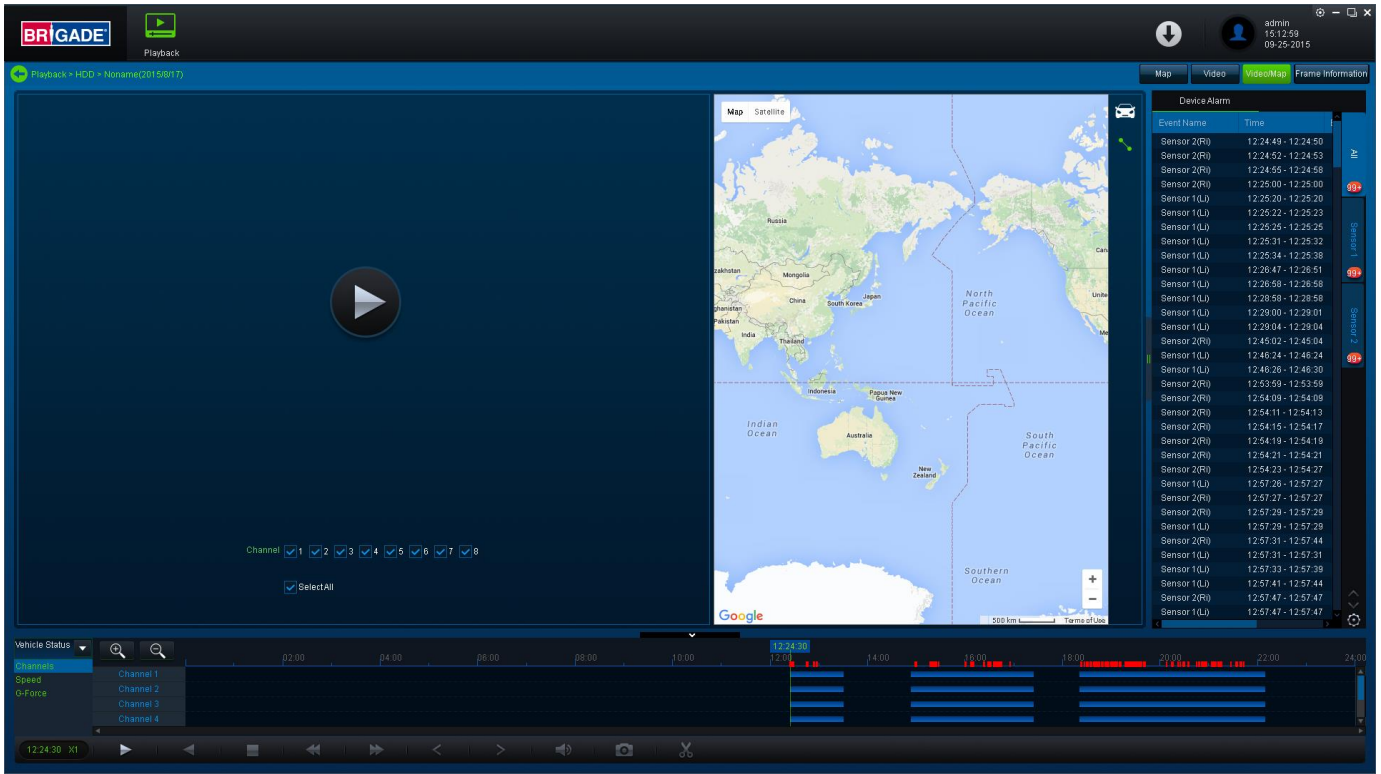 BRIGADE
Playback
admin
15:12:59
09-25-2015
Playback > HDD > Noname(2015/8/17)
Map Video Video/Map Frame Information
Map Satellite
Russia
Mongolia
China
South Korea
Japan
North
Pacific
Ocean
Pakistan
India
Thailand
Indonesia
Papua New
Guinea
Indian
Ocean
Australia
South
Pacific
Ocean
New
Zealand
Southern
Ocean
+
−
Google
500 km
Terms of Use
Device Alarm
Event Name Time
Sensor 2(Ri) 12:24:49 - 12:24:50
Sensor 2(Ri) 12:24:52 - 12:24:53
Sensor 2(Ri) 12:24:55 - 12:24:58
Sensor 2(Ri) 12:25:00 - 12:25:00
Sensor 1(Li) 12:25:20 - 12:25:20
Sensor 1(Li) 12:25:22 - 12:25:23
Sensor 1(Li) 12:25:25 - 12:25:25
Sensor 1(Li) 12:25:31 - 12:25:32
Sensor 1(Li) 12:25:34 - 12:25:38
Sensor 1(Li) 12:26:47 - 12:26:51
Sensor 1(Li) 12:26:58 - 12:26:58
Sensor 1(Li) 12:28:58 - 12:28:58
Sensor 1(Li) 12:29:00 - 12:29:01
Sensor 1(Li) 12:29:04 - 12:29:04
Sensor 2(Ri) 12:45:02 - 12:45:04
Sensor 1(Li) 12:46:24 - 12:46:24
Sensor 1(Li) 12:46:26 - 12:46:30
Sensor 2(Ri) 12:53:59 - 12:53:59
Sensor 2(Ri) 12:54:09 - 12:54:09
Sensor 2(Ri) 12:54:11 - 12:54:13
Sensor 2(Ri) 12:54:15 - 12:54:17
Sensor 2(Ri) 12:54:19 - 12:54:19
Sensor 2(Ri) 12:54:21 - 12:54:21
Sensor 2(Ri) 12:54:23 - 12:54:27
Sensor 1(Li) 12:57:26 - 12:57:27
Sensor 2(Ri) 12:57:27 - 12:57:27
Sensor 2(Ri) 12:57:29 - 12:57:29
Sensor 1(Li) 12:57:29 - 12:57:29
Sensor 2(Ri) 12:57:31 - 12:57:44
Sensor 1(Li) 12:57:31 - 12:57:31
Sensor 1(Li) 12:57:33 - 12:57:39
Sensor 1(Li) 12:57:41 - 12:57:44
Sensor 2(Ri) 12:57:47 - 12:57:47
Sensor 1(Li) 12:57:47 - 12:57:47
All
99+
Sensor 1
99+
Sensor 2
99+
Channel 1 2 3 4 5 6 7 8
Select All
Vehicle Status
Channels
Speed
G-Force
12:24:30
02:00 04:00 06:00 08:00 10:00 12:00 14:00 16:00 18:00 20:00 22:00 24:00
Channel 1
Channel 2
Channel 3
Channel 4
12:24:30 X1